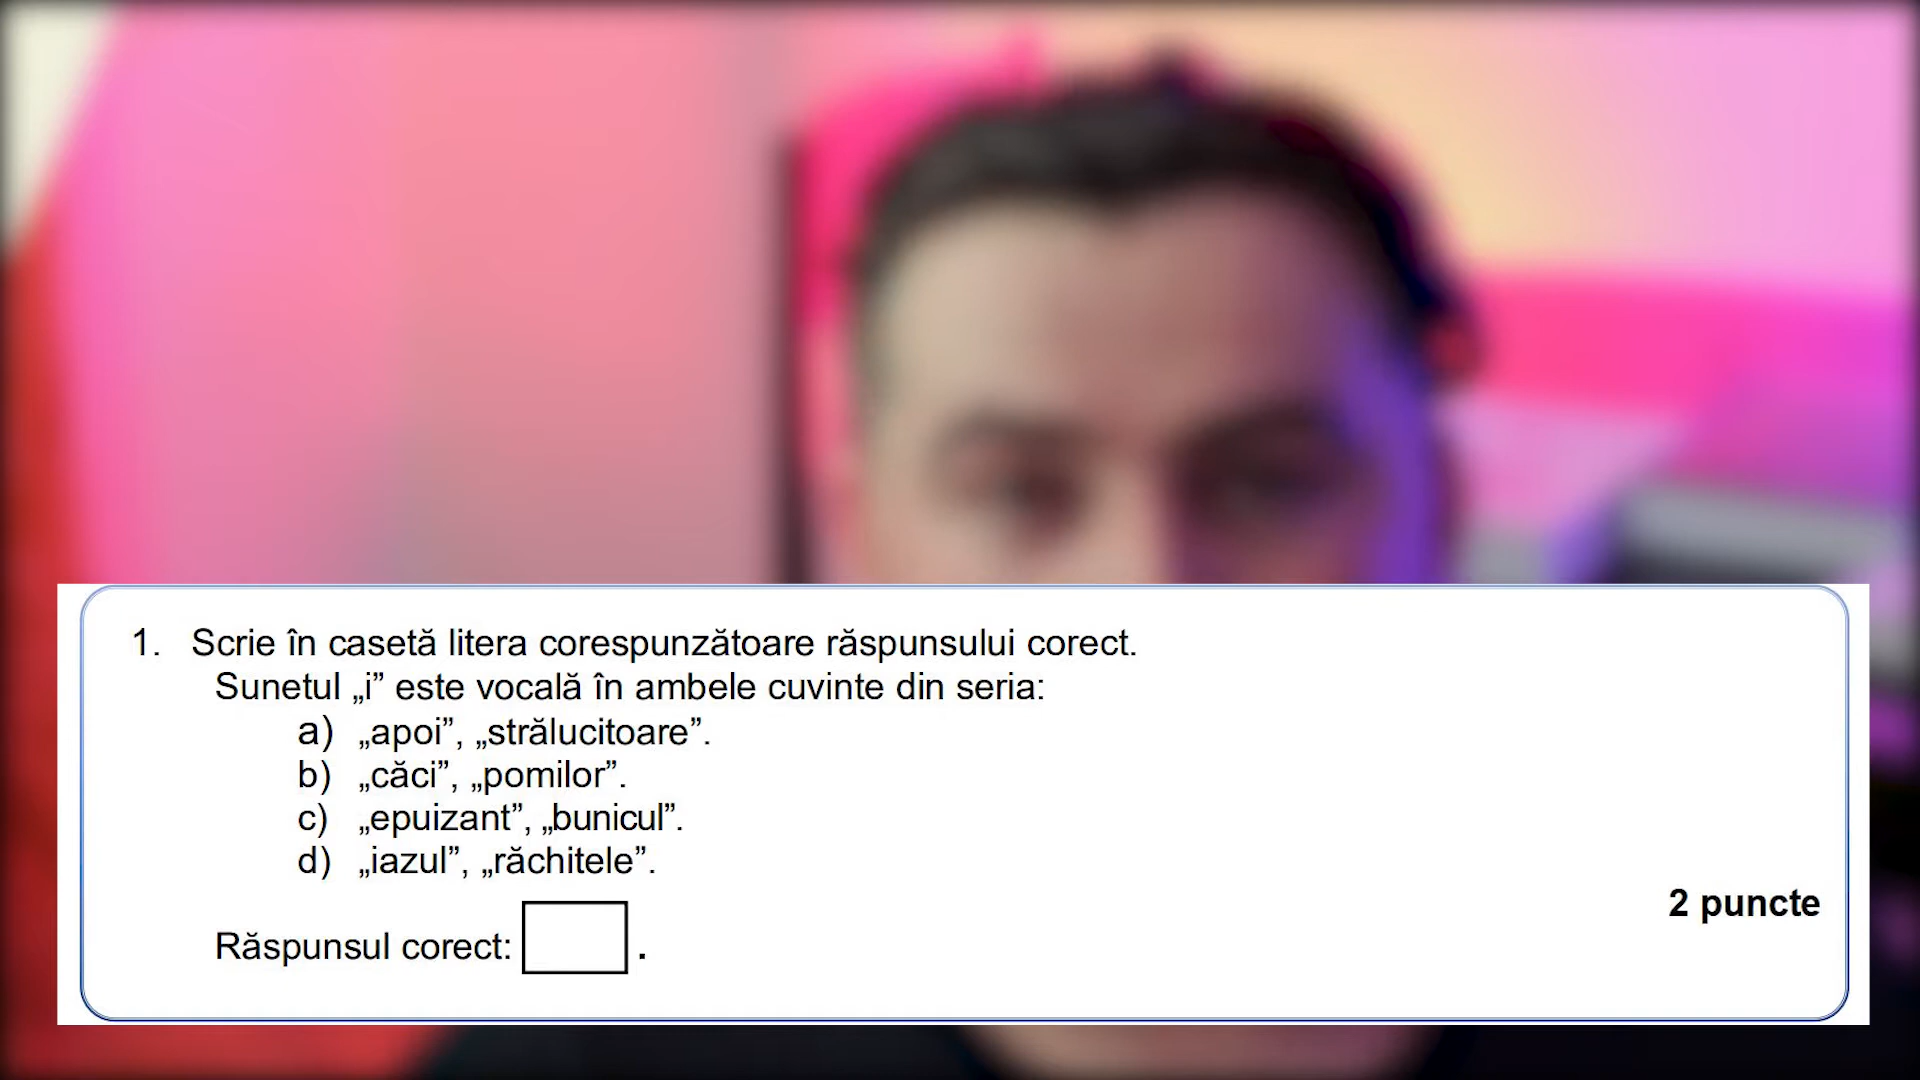 1. Scrie în casetă litera corespunzătoare răspunsului corect.
Sunetul „i” este vocală în ambele cuvinte din seria:
a) „apoi”, „strălucitoare”.
b) „căci”, „pomilor”.
c) „epuizant”, „bunicul”.
d) „iazul”, „răchitele”.
2 puncte
Răspunsul corect: .